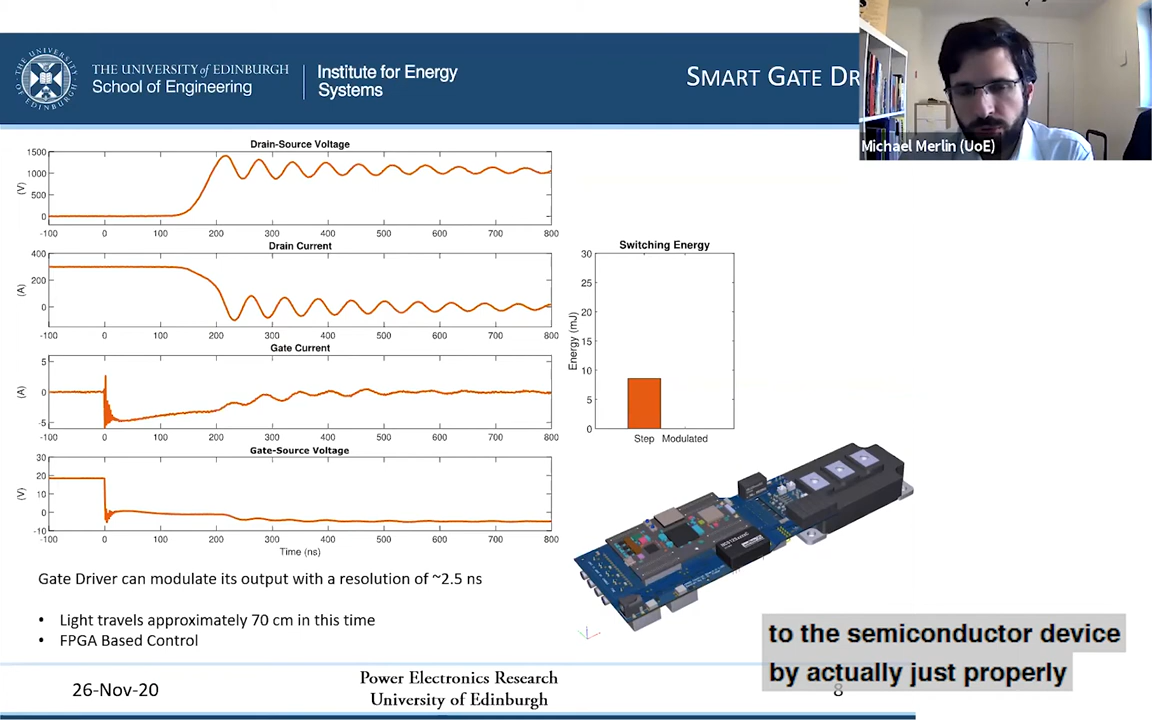 THE UNIVERSITY of EDINBURGH
School of Engineering
Institute for Energy
Systems
SMART GATE DR
Michael Merlin (UoE)
Drain-Source Voltage
1500
1000
500
0
(V)
-100 0 100 200 300 400 500 600 700 800
Drain Current
400
200
0
(A)
-100 0 100 200 300 400 500 600 700 800
Gate Current
5
0
-5
(A)
-100 0 100 200 300 400 500 600 700 800
Gate-Source Voltage
30
20
10
0
-10
(V)
-100 0 100 200 300 400 500 600 700 800
Time (ns)
Switching Energy
30
25
20
15
10
5
0
Energy (mJ)
Step Modulated
Gate Driver can modulate its output with a resolution of ~2.5 ns
• Light travels approximately 70 cm in this time
• FPGA Based Control
to the semiconductor device
by actually just properly
26-Nov-20
Power Electronics Research
University of Edinburgh
8